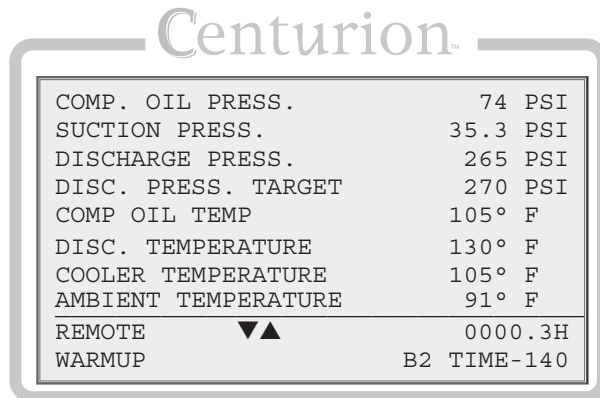 Centurion™
COMP. OIL PRESS. 74 PSI
SUCTION PRESS. 35.3 PSI
DISCHARGE PRESS. 265 PSI
DISC. PRESS. TARGET 270 PSI
COMP OIL TEMP 105° F
DISC. TEMPERATURE 130° F
COOLER TEMPERATURE 105° F
AMBIENT TEMPERATURE 91° F
REMOTE ▼▲ 0000.3H
WARMUP B2 TIME-140